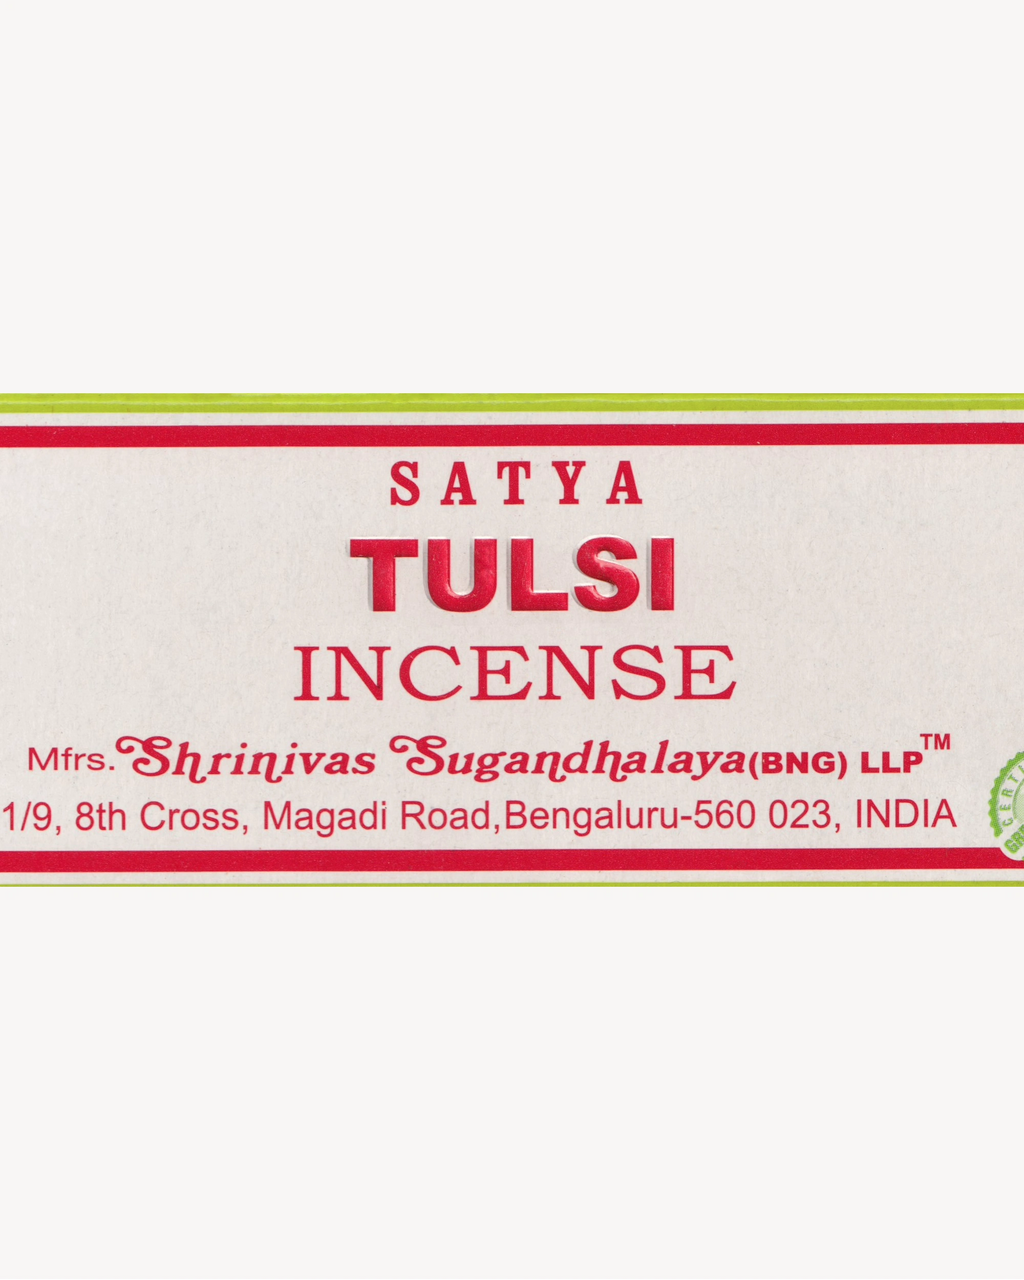 SATYA
TULSI
INCENSE
Mfrs. Shrinivas Sugandhalaya (BNG) LLP™
1/9, 8th Cross, Magadi Road, Bengaluru-560 023, INDIA